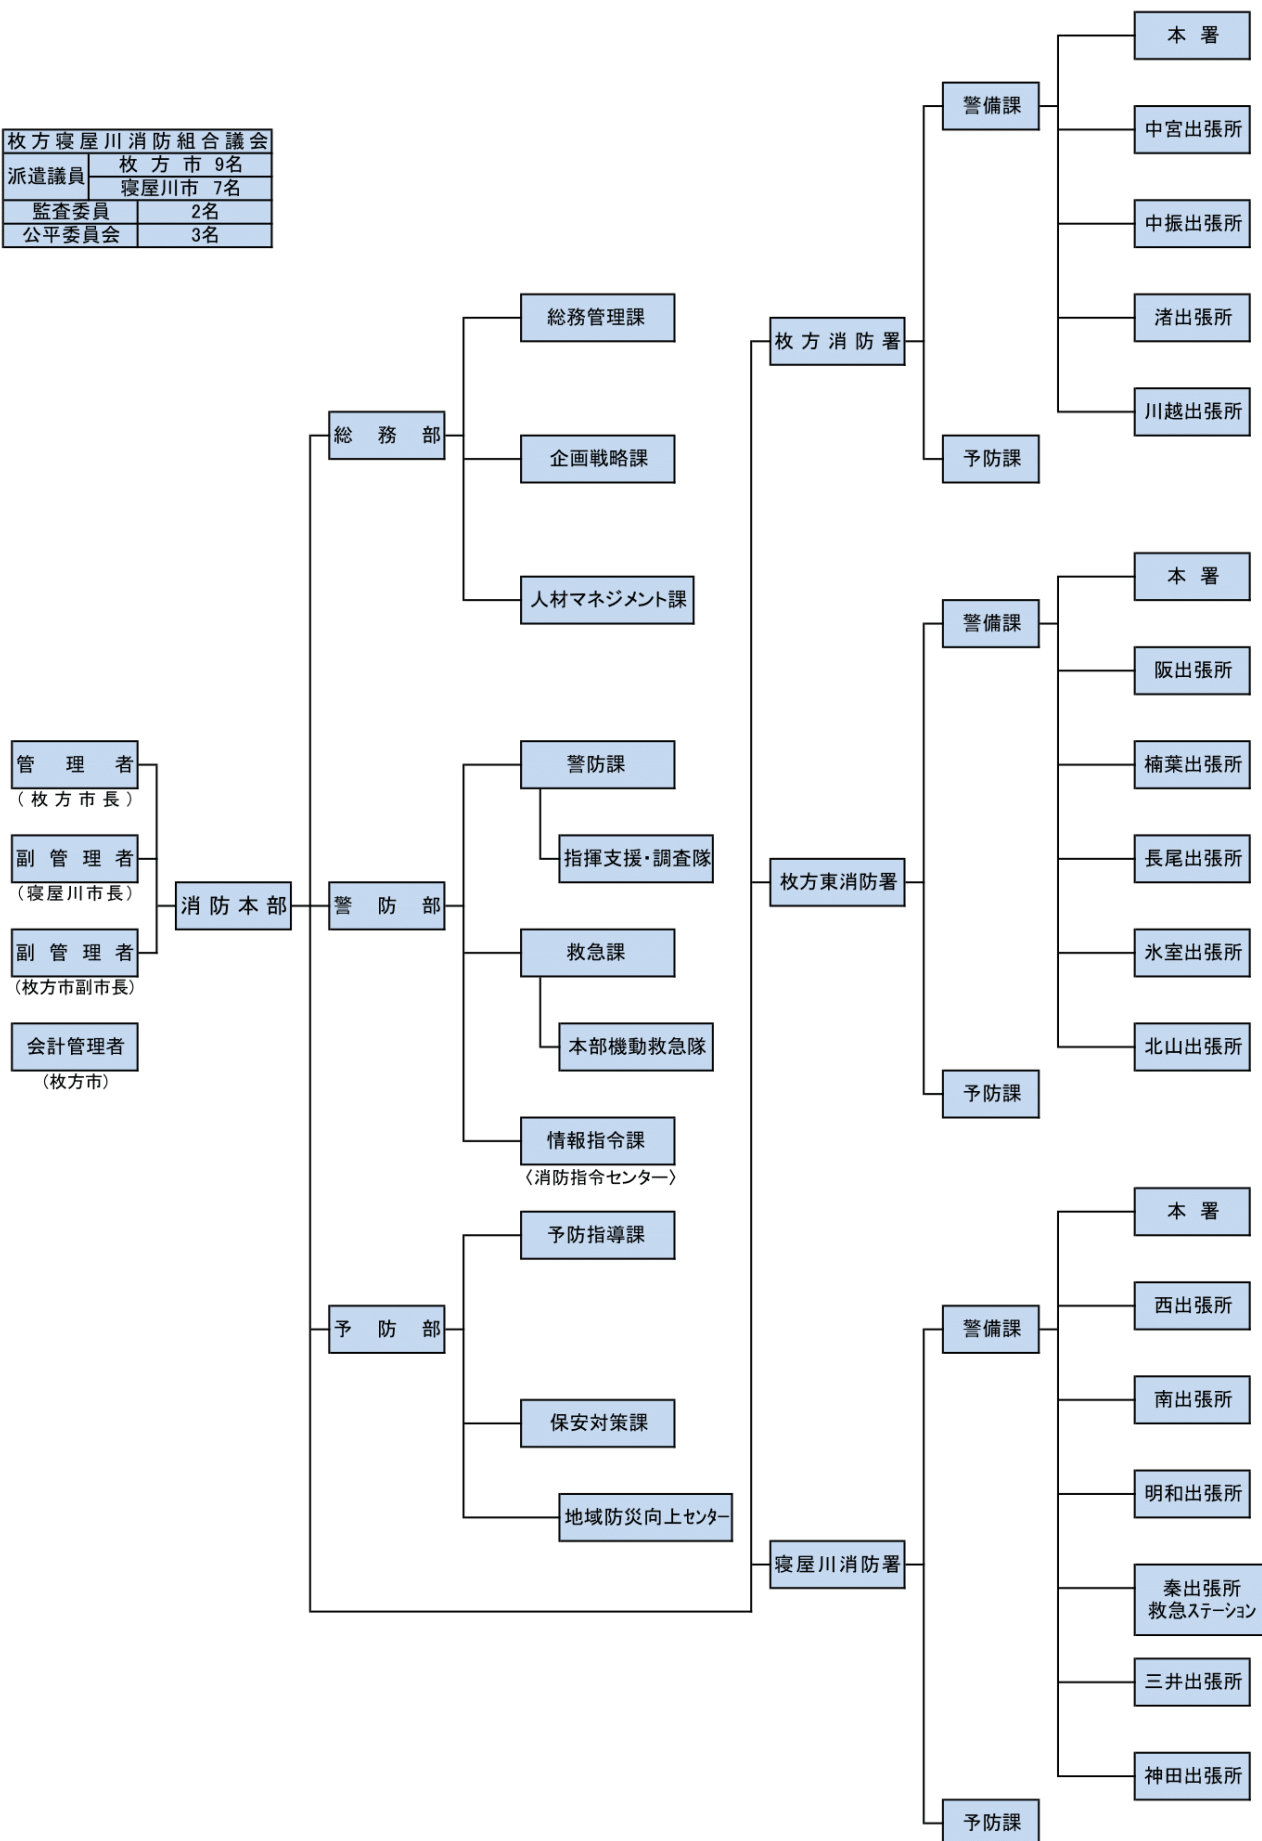 枚方寝屋川消防組合議会
派遣議員
枚方市 9名
寝屋川市 7名
監査委員 2名
公平委員会 3名
管理者
(枚方市長)
副管理者
(寝屋川市長)
副管理者
(枚方市副市長)
会計管理者
(枚方市)
消防本部
総務部
総務管理課
企画戦略課
人材マネジメント課
警防部
警防課
指揮支援・調査隊
救急課
本部機動救急隊
情報指令課
〈消防指令センター〉
予防部
予防指導課
保安対策課
地域防災向上センター
枚方消防署
警備課
本署
中宮出張所
中振出張所
渚出張所
川越出張所
予防課
枚方東消防署
警備課
本署
阪出張所
楠葉出張所
長尾出張所
氷室出張所
北山出張所
予防課
寝屋川消防署
警備課
本署
西出張所
南出張所
明和出張所
秦出張所
救急ステーション
三井出張所
神田出張所
予防課